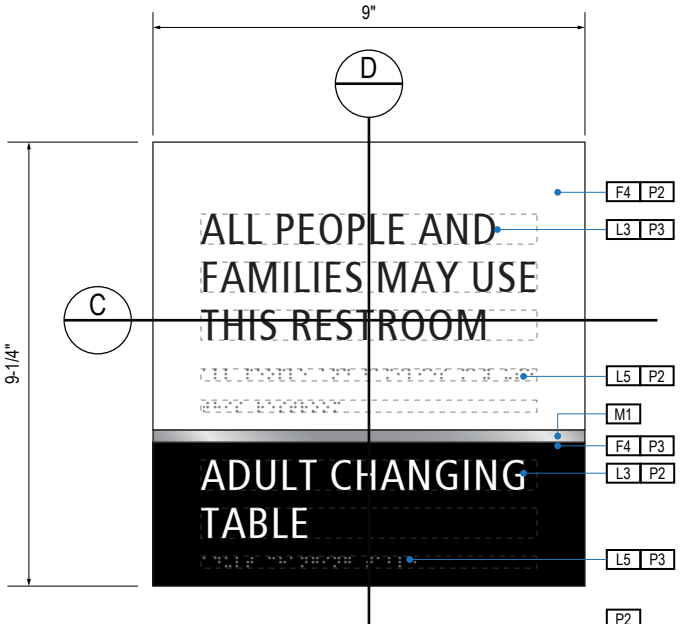 9"
D
F4 P2
ALL PEOPLE AND
L3 P3
FAMILIES MAY USE
C
THIS RESTROOM
9-1/4"
L5 P2
M1
F4 P3
ADULT CHANGING
L3 P2
TABLE
L5 P3
P2